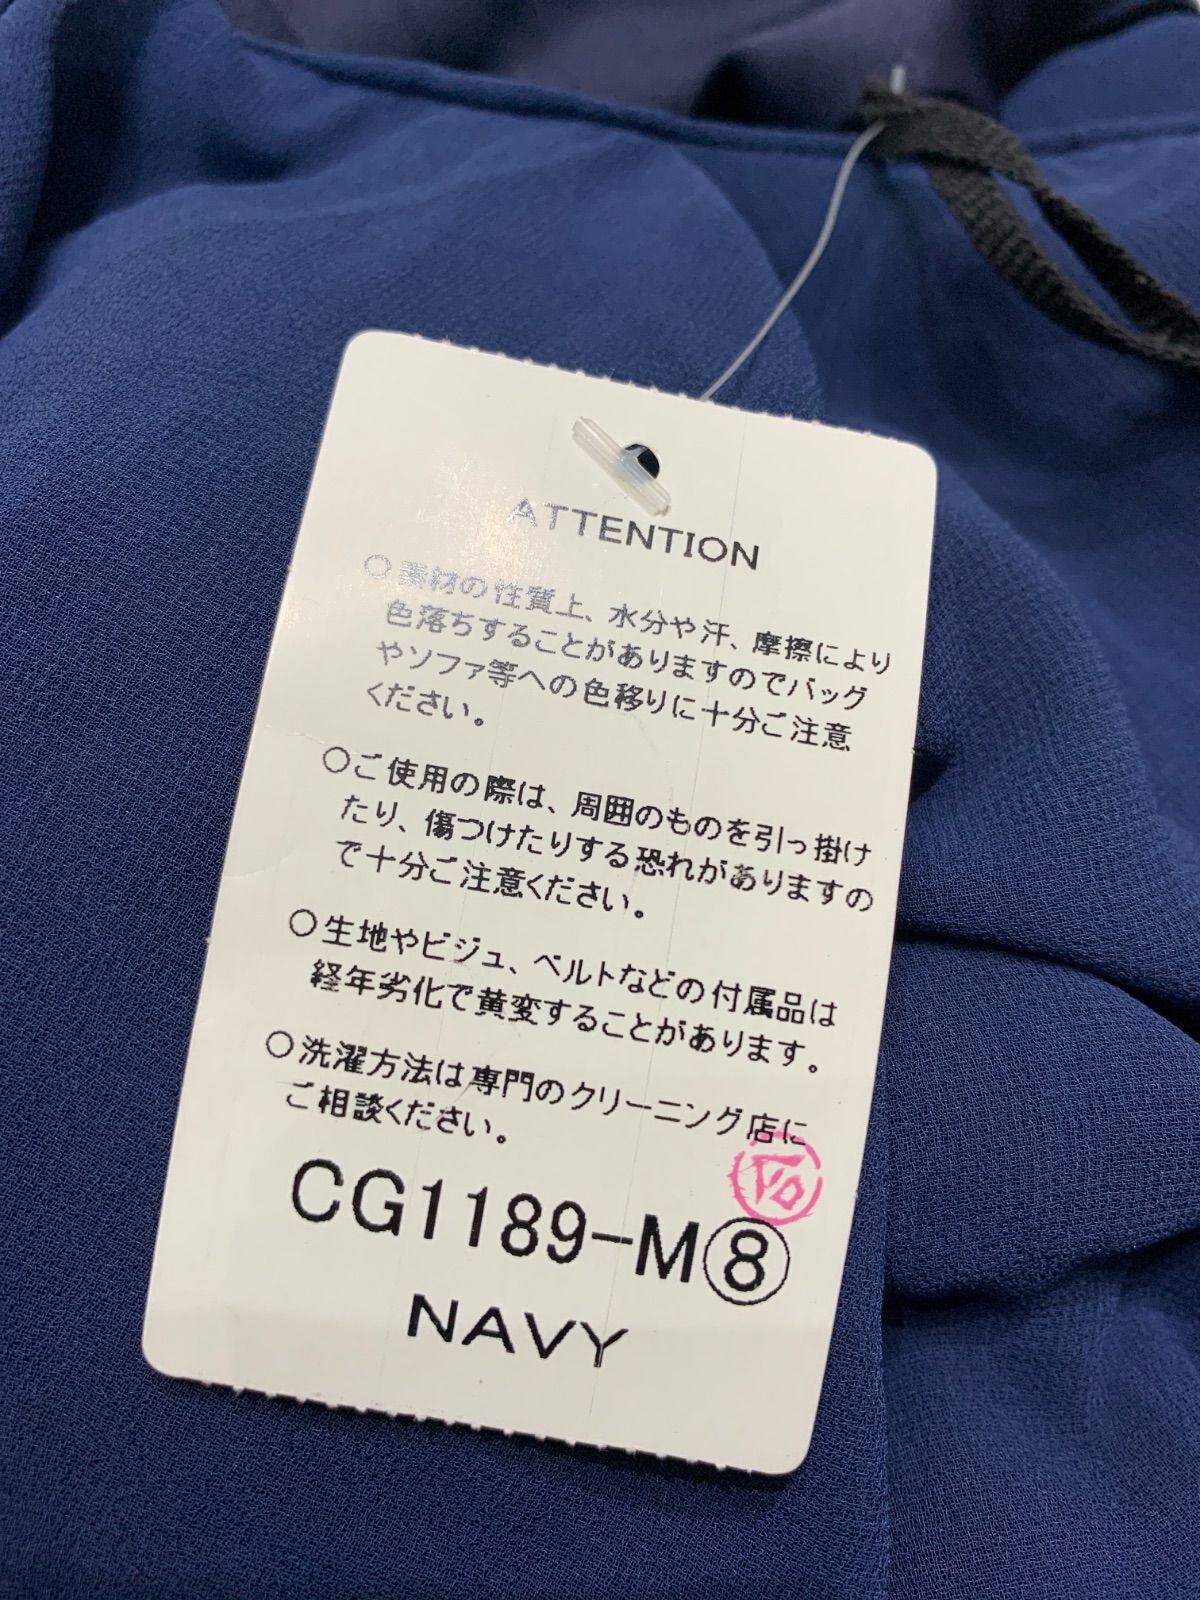 ATTENTION
○素材の性質上、水分や汗、摩擦により
色落ちすることがありますのでバッグ
やソファ等への色移りに十分ご注意
ください。
○ご使用の際は、周囲のものを引っ掛け
たり、傷つけたりする恐れがありますの
で十分ご注意ください。
○生地やビジュ、ベルトなどの付属品は
経年劣化で黄変することがあります。
○洗濯方法は専門のクリーニング店に
ご相談ください。
CG1189-M⑧
NAVY